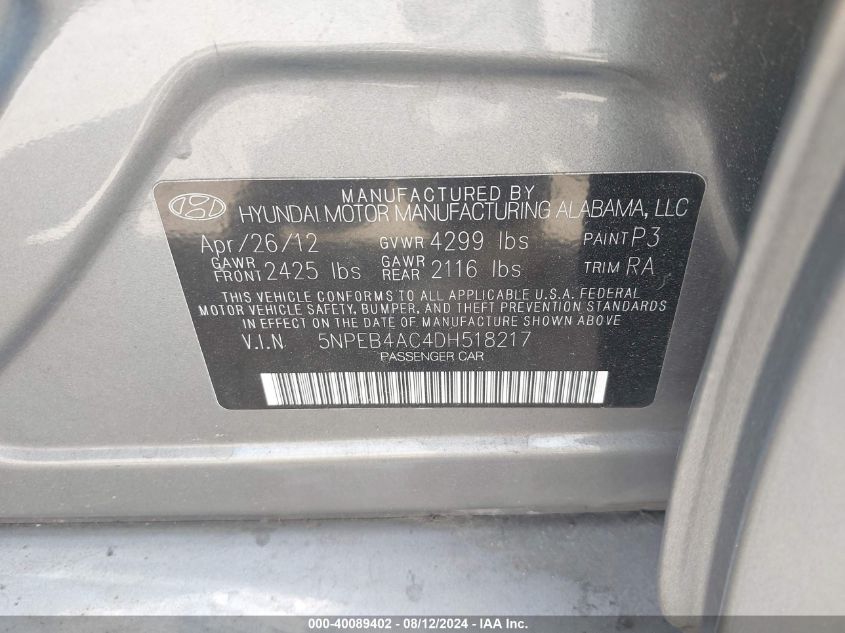 MANUFACTURED BY
HYUNDAI MOTOR MANUFACTURING ALABAMA, LLC
Apr/26/12 GVWR 4299 lbs PAINT P3
GAWR FRONT 2425 lbs GAWR REAR 2116 lbs TRIM RA
THIS VEHICLE CONFORMS TO ALL APPLICABLE U.S.A. FEDERAL
MOTOR VEHICLE SAFETY, BUMPER, AND THEFT PREVENTION STANDARDS
IN EFFECT ON THE DATE OF MANUFACTURE SHOWN ABOVE
V.I.N 5NPEB4AC4DH518217
PASSENGER CAR
000-40089402 - 08/12/2024 - IAA Inc.